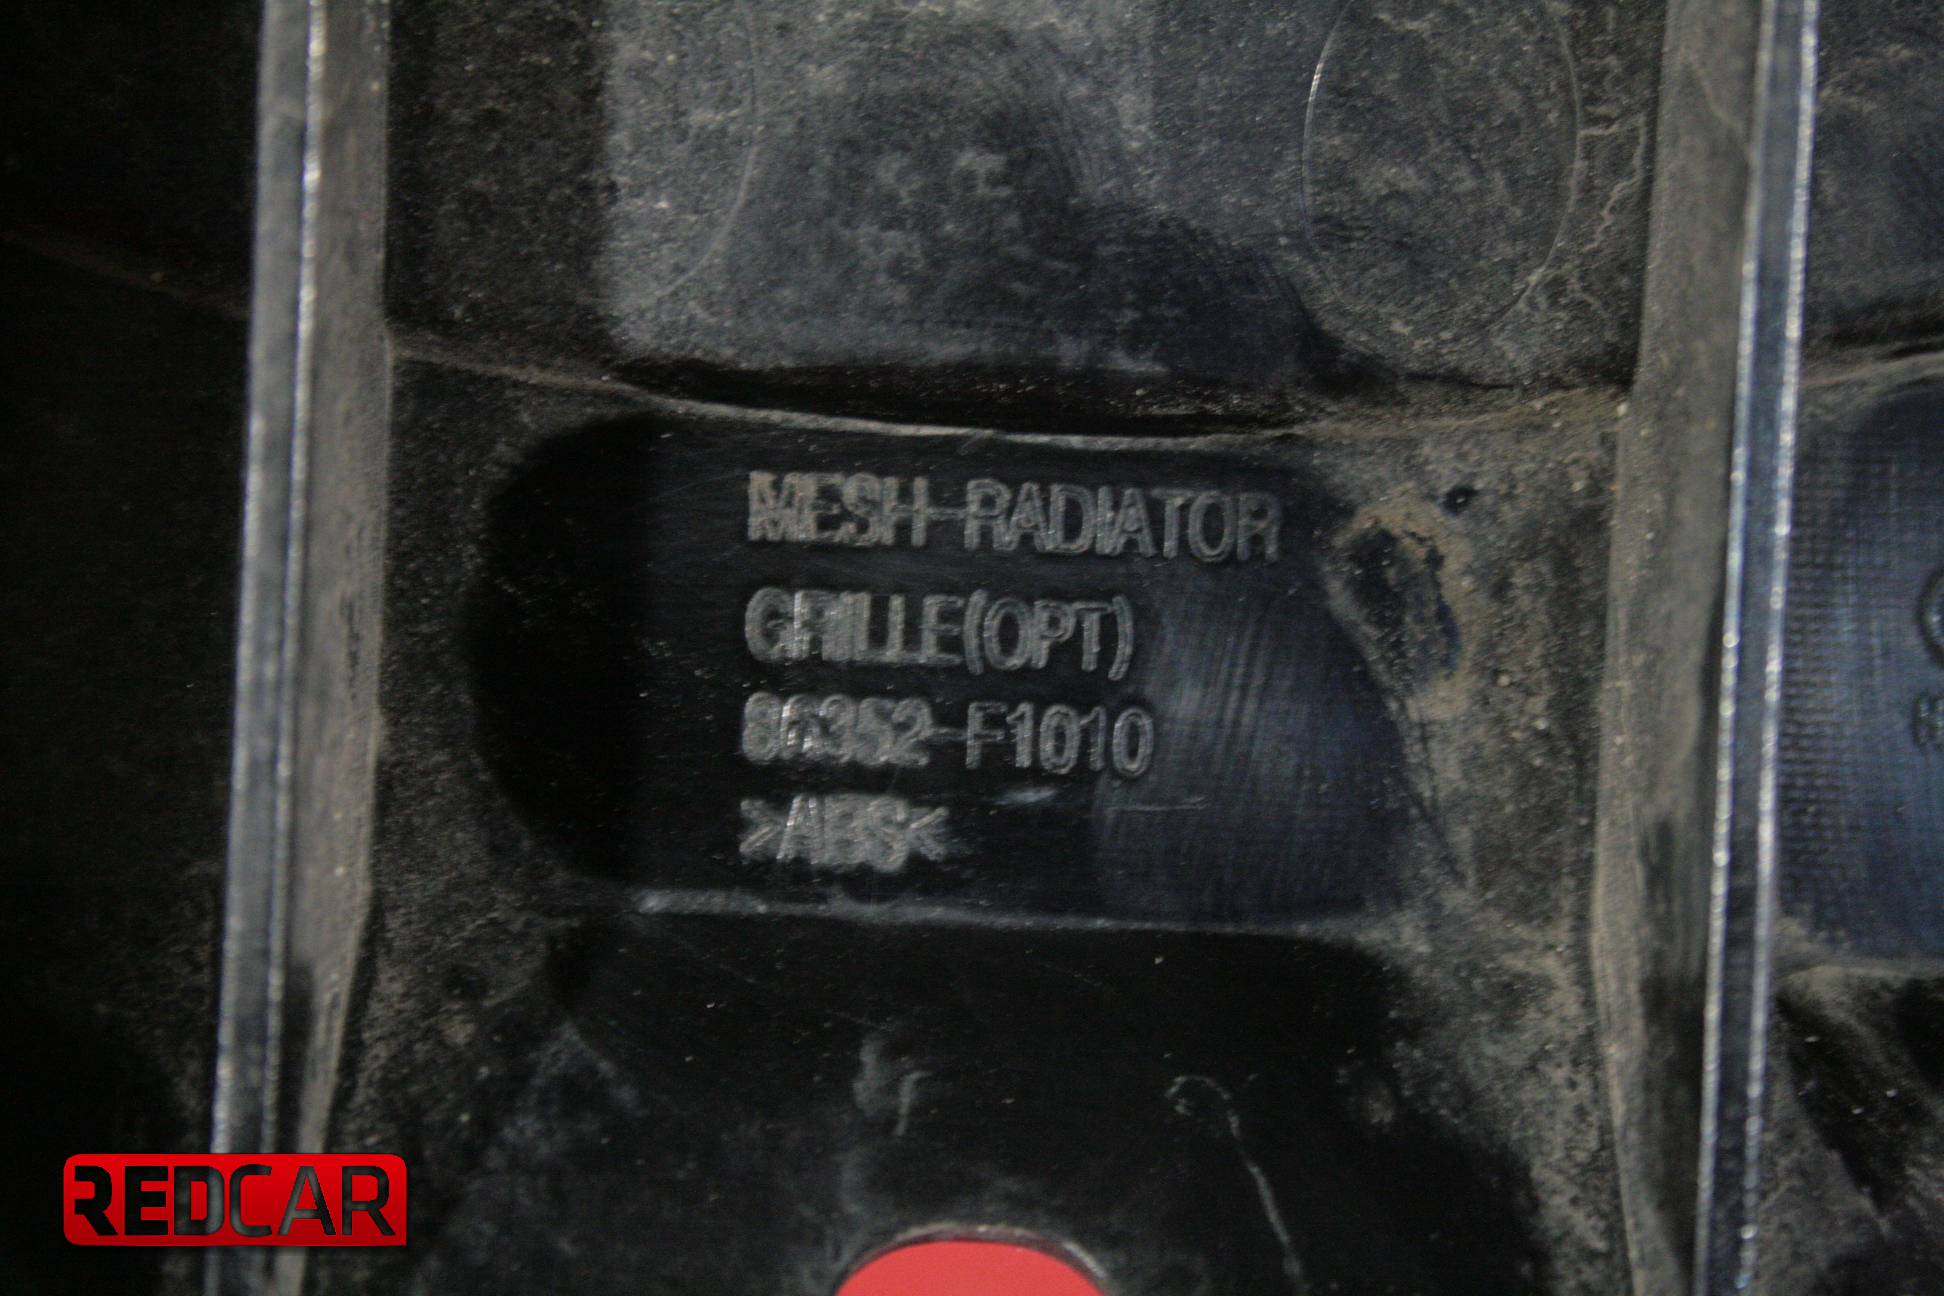 MESH-RADIATOR
GRILLE(OPT)
86352-F1010
>ABS<
REDCAR